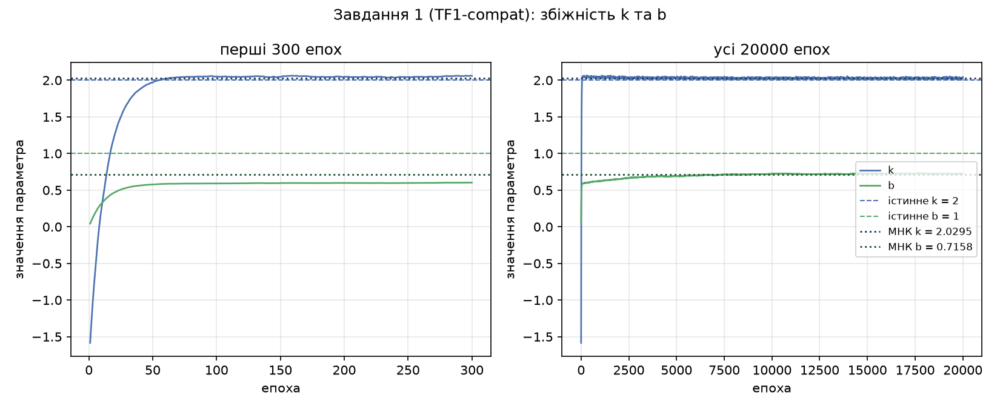 Завдання 1 (TF1-compat): збіжність k та b
перші 300 епох
значення параметра
2.0
1.5
1.0
0.5
0.0
−0.5
−1.0
−1.5
0 50 100 150 200 250 300
епоха
усі 20000 епох
значення параметра
2.0
1.5
1.0
0.5
0.0
−0.5
−1.0
−1.5
k
b
істинне k = 2
істинне b = 1
МНК k = 2.0295
МНК b = 0.7158
0 2500 5000 7500 10000 12500 15000 17500 20000
епоха